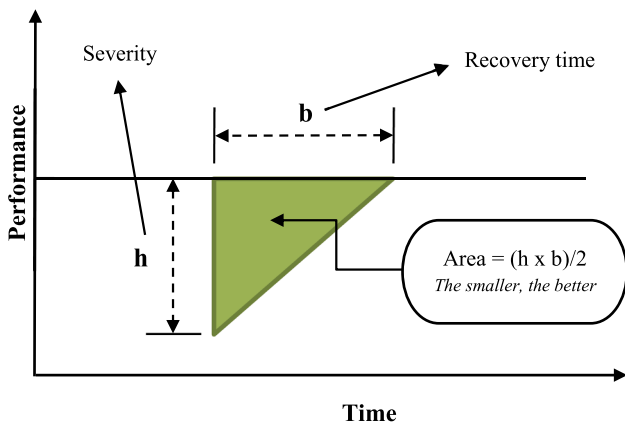 Severity
Recovery time
b
Performance
h
Area = (h x b)/2
The smaller, the better
Time